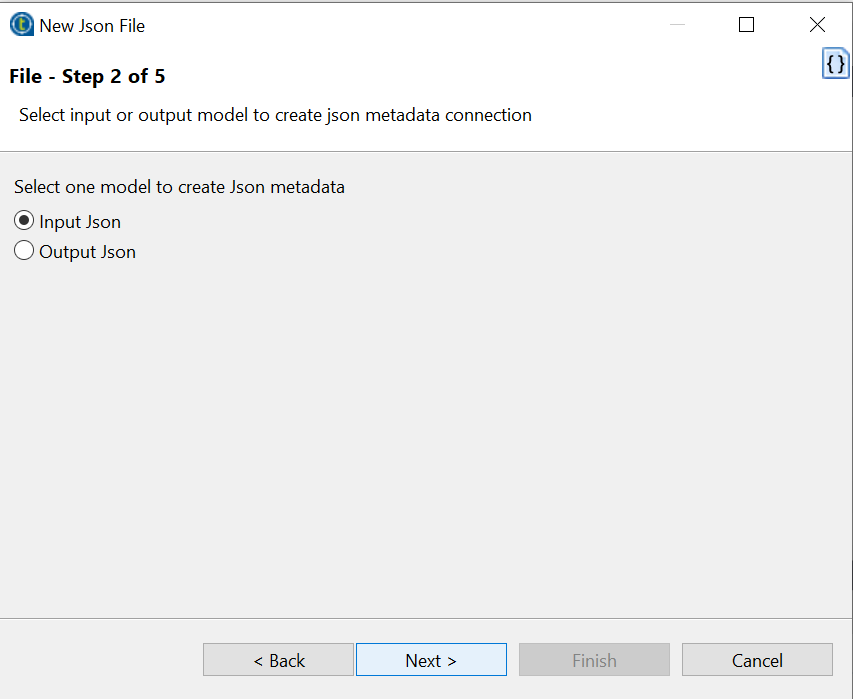 New Json File
File - Step 2 of 5
{}
Select input or output model to create json metadata connection
Select one model to create Json metadata
Input Json
Output Json
< Back
Next >
Finish
Cancel